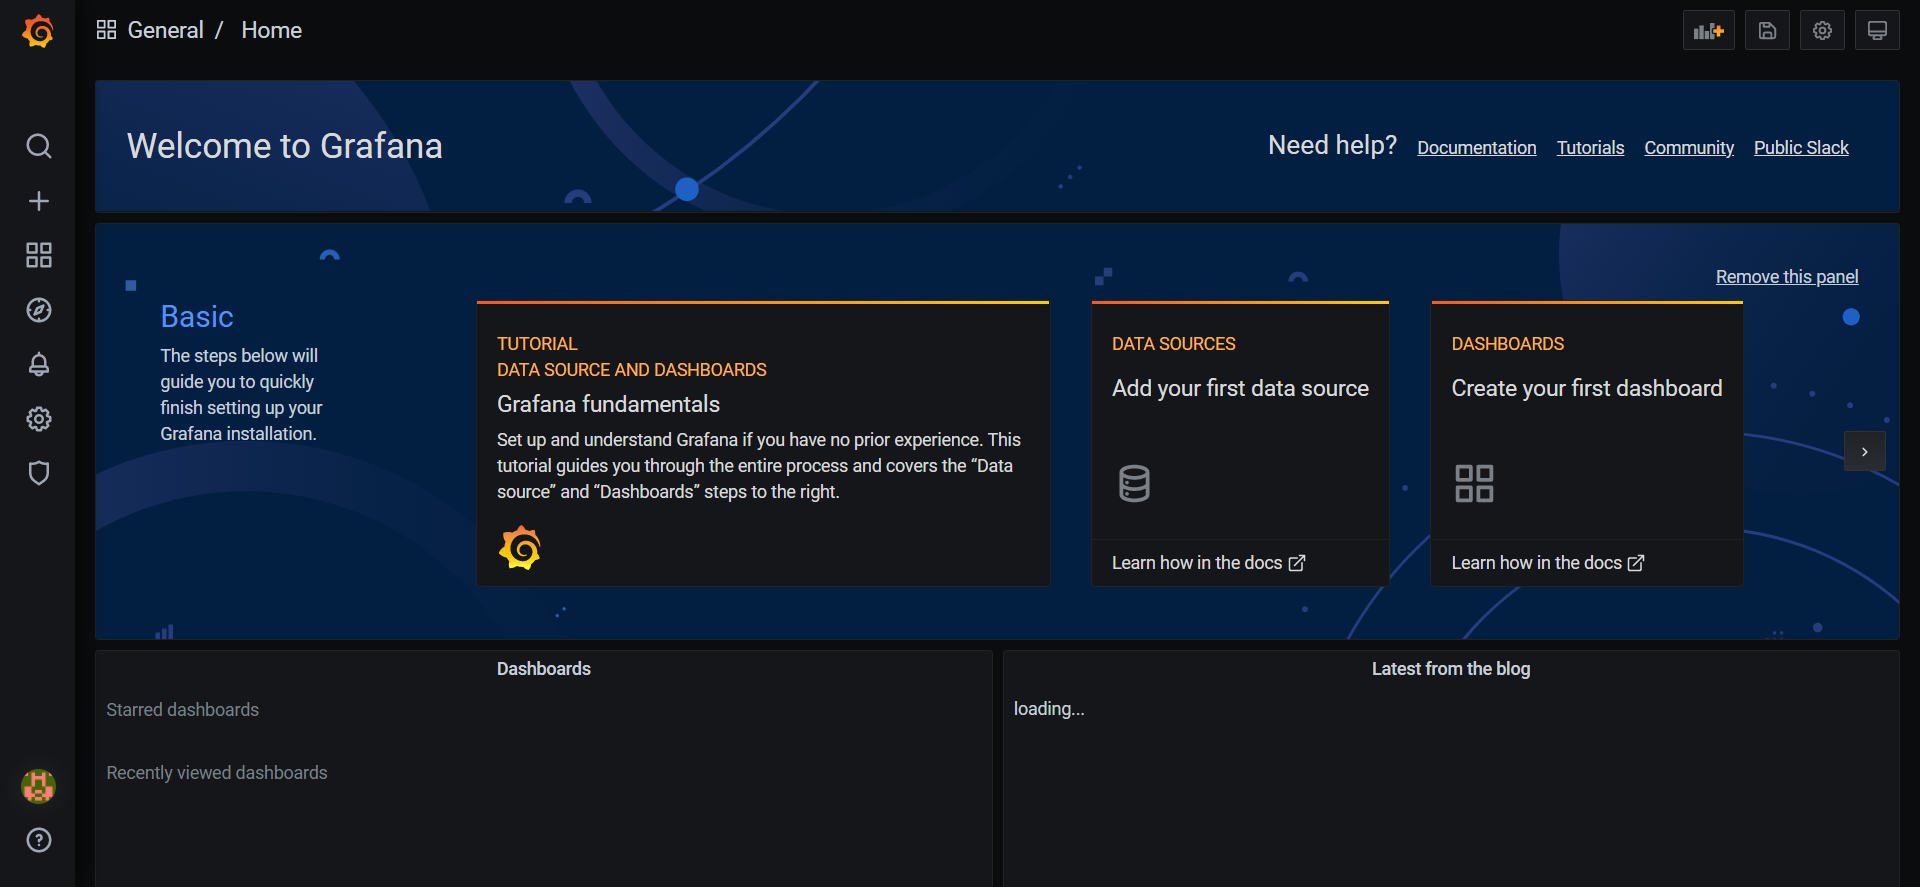 General / Home
Welcome to Grafana
Need help? Documentation Tutorials Community Public Slack
Remove this panel
Basic
The steps below will
guide you to quickly
finish setting up your
Grafana installation.
TUTORIAL
DATA SOURCE AND DASHBOARDS
Grafana fundamentals
Set up and understand Grafana if you have no prior experience. This
tutorial guides you through the entire process and covers the “Data
source” and “Dashboards” steps to the right.
DATA SOURCES
Add your first data source
Learn how in the docs
DASHBOARDS
Create your first dashboard
Learn how in the docs
Dashboards
Starred dashboards
Recently viewed dashboards
Latest from the blog
loading...